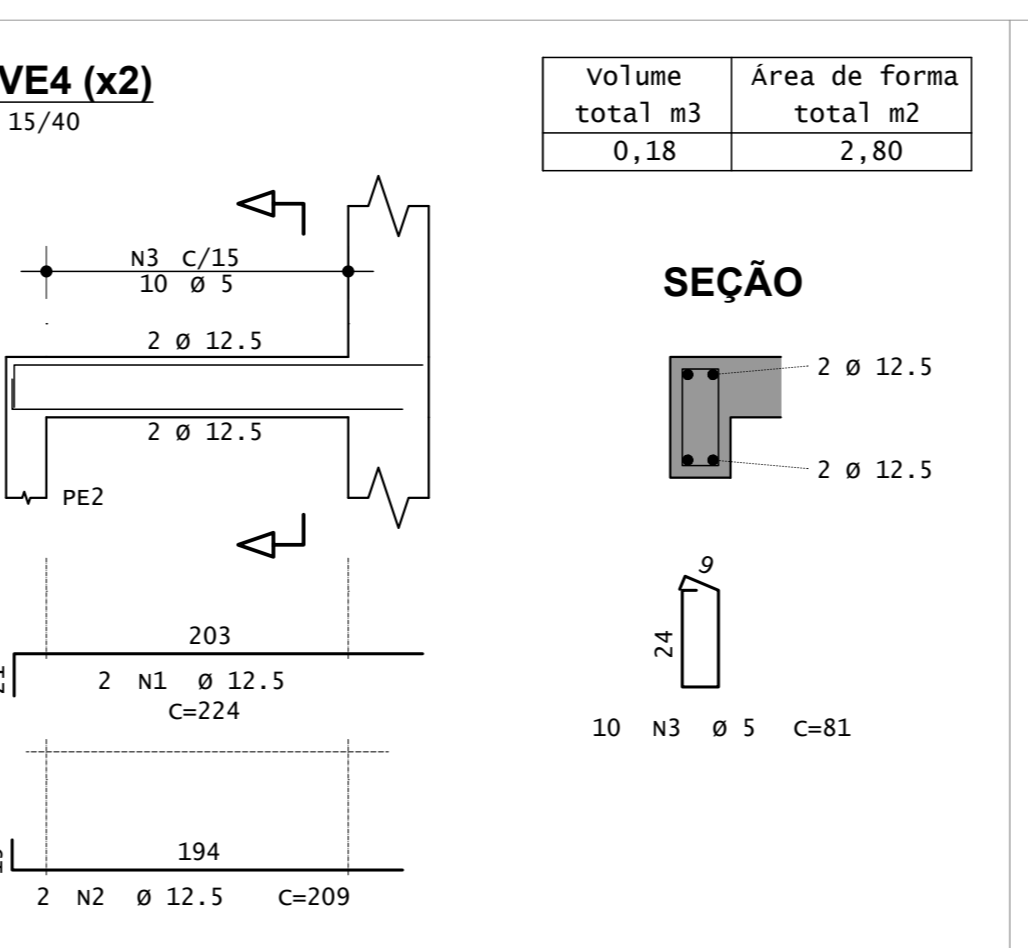 VE4 (x2)
15/40
Volume total m3
Área de forma total m2
0,18
2,80
N3 C/15
10 Ø 5
2 Ø 12.5
2 Ø 12.5
PE2
SEÇÃO
2 Ø 12.5
2 Ø 12.5
9
24
10 N3 Ø 5 C=81
203
2 N1 Ø 12.5
C=224
194
2 N2 Ø 12.5 C=209